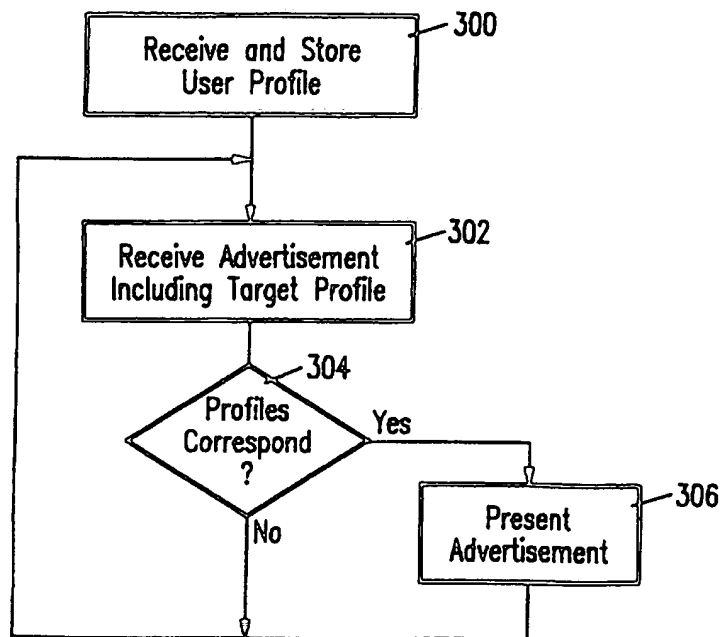 300
Receive and Store
User Profile
302
Receive Advertisement
Including Target Profile
304
Profiles
Correspond
?
Yes
No
306
Present
Advertisement